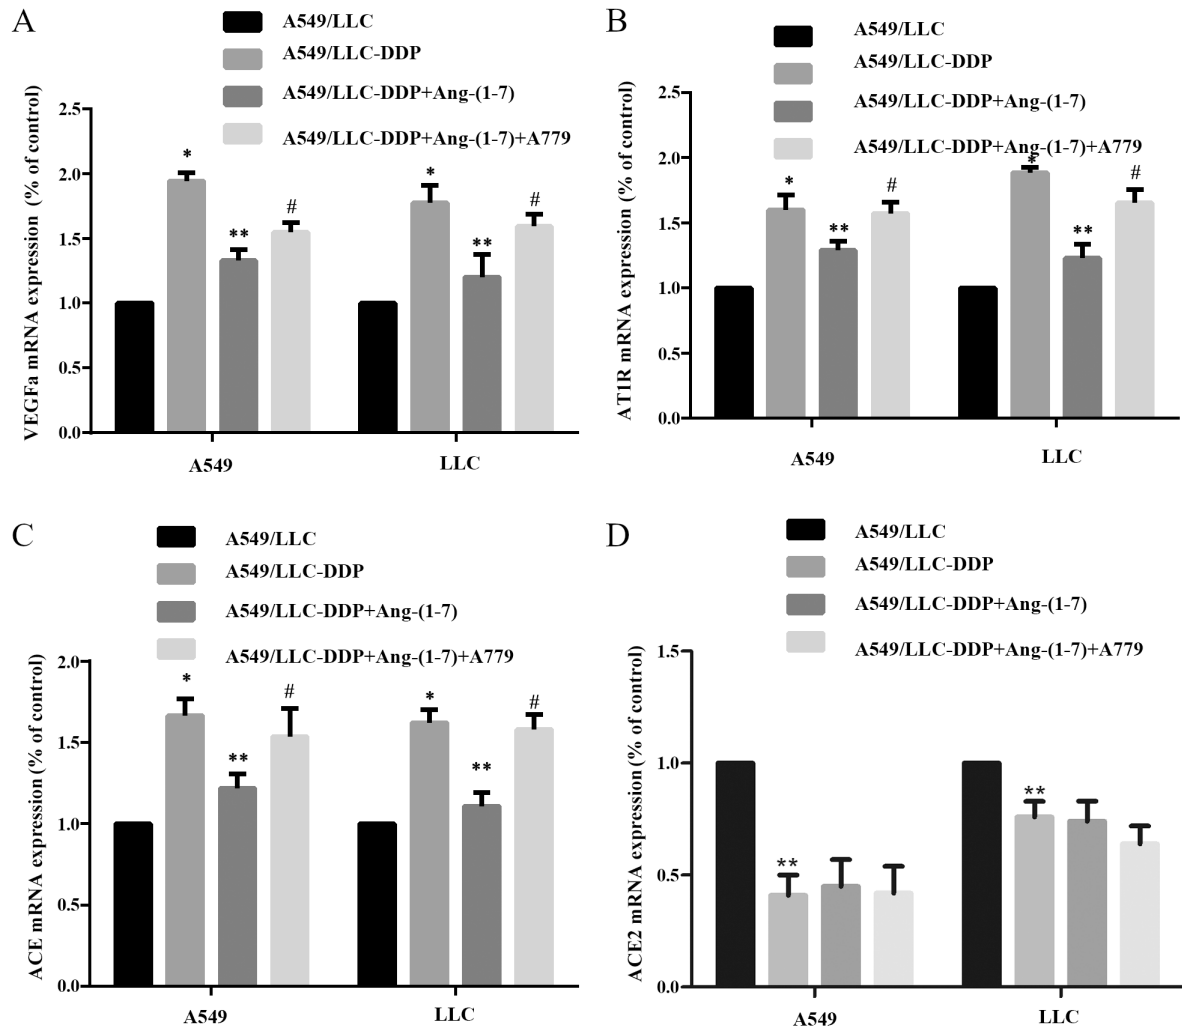 A
A549/LLC
A549/LLC-DDP
A549/LLC-DDP+Ang-(1-7)
A549/LLC-DDP+Ang-(1-7)+A779
VEGFa mRNA expression (% of control)
2.5
2.0
1.5
1.0
0.5
0.0
* ** # * ** #
A549 LLC
B
A549/LLC
A549/LLC-DDP
A549/LLC-DDP+Ang-(1-7)
A549/LLC-DDP+Ang-(1-7)+A779
AT1R mRNA expression (% of control)
2.5
2.0
1.5
1.0
0.5
0.0
* ** # * ** #
A549 LLC
C
A549/LLC
A549/LLC-DDP
A549/LLC-DDP+Ang-(1-7)
A549/LLC-DDP+Ang-(1-7)+A779
ACE mRNA expression (% of control)
2.0
1.5
1.0
0.5
0.0
* ** # * ** #
A549 LLC
D
A549/LLC
A549/LLC-DDP
A549/LLC-DDP+Ang-(1-7)
A549/LLC-DDP+Ang-(1-7)+A779
ACE2 mRNA expression (% of control)
1.5
1.0
0.5
0.0
** **
A549 LLC